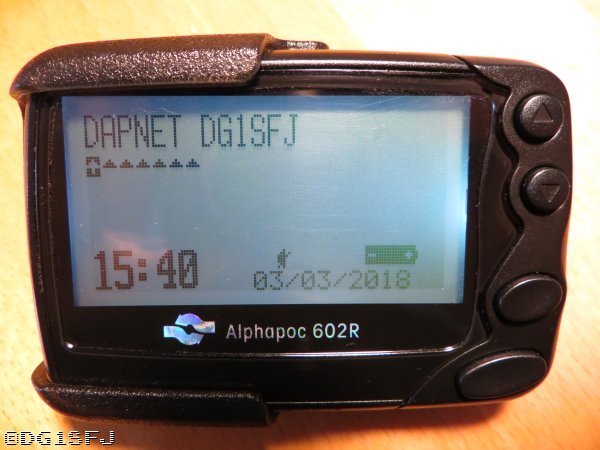 DAPNET DG1SFJ
15:40
03/03/2018
Alphapoc 602R
©DG1SFJ